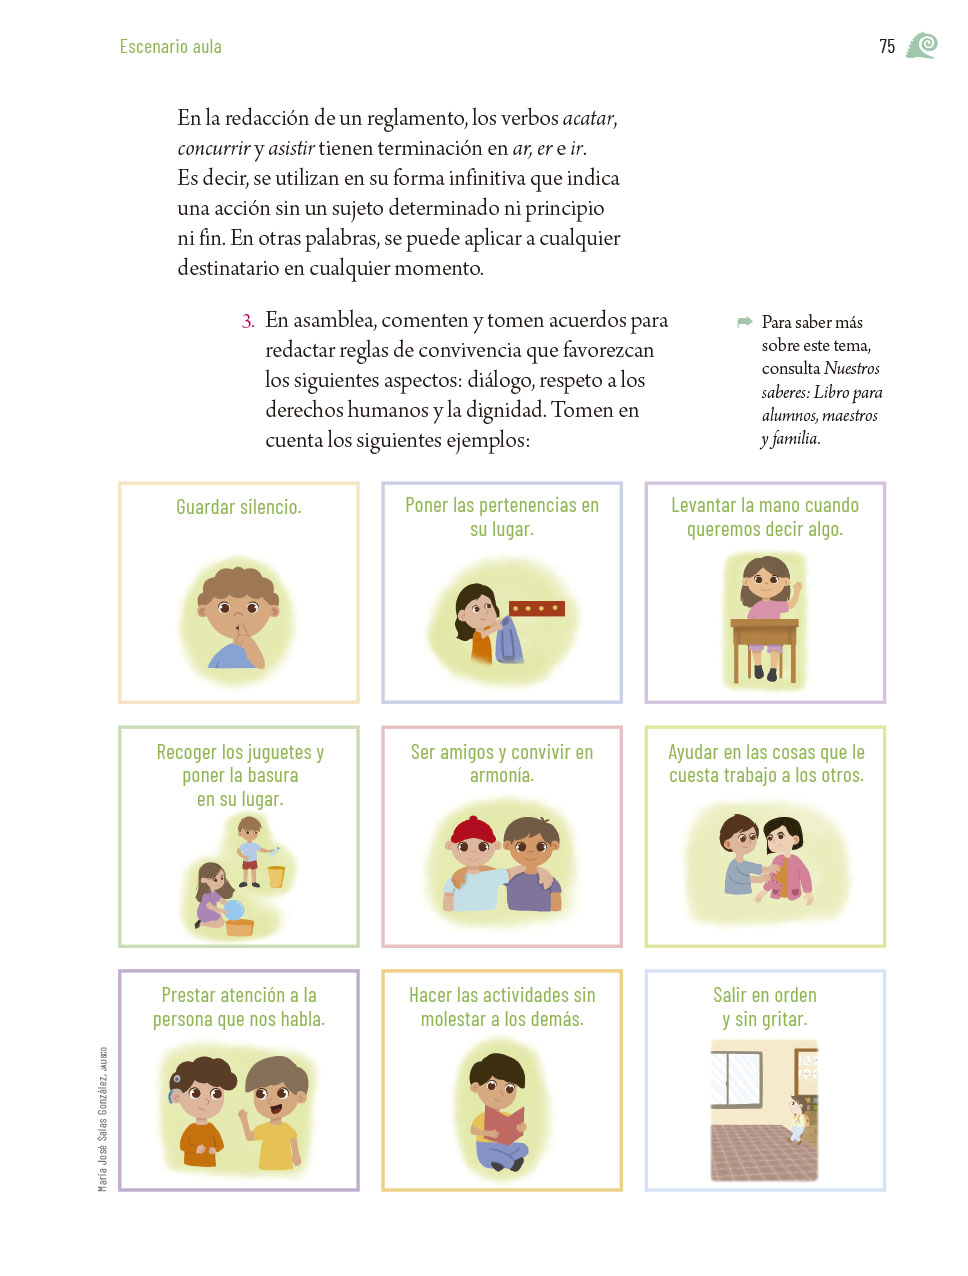 Escenario aula
75
En la redacción de un reglamento, los verbos acatar,
concurrir y asistir tienen terminación en ar, er e ir.
Es decir, se utilizan en su forma infinitiva que indica
una acción sin un sujeto determinado ni principio
ni fin. En otras palabras, se puede aplicar a cualquier
destinatario en cualquier momento.
3. En asamblea, comenten y tomen acuerdos para
redactar reglas de convivencia que favorezcan
los siguientes aspectos: diálogo, respeto a los
derechos humanos y la dignidad. Tomen en
cuenta los siguientes ejemplos:
Para saber más
sobre este tema,
consulta Nuestros
saberes: Libro para
alumnos, maestros
y familia.
Guardar silencio.
Poner las pertenencias en
su lugar.
Levantar la mano cuando
queremos decir algo.
Recoger los juguetes y
poner la basura
en su lugar.
Ser amigos y convivir en
armonía.
Ayudar en las cosas que le
cuesta trabajo a los otros.
Prestar atención a la
persona que nos habla.
Hacer las actividades sin
molestar a los demás.
Salir en orden
y sin gritar.
María José Salas González, JALISCO